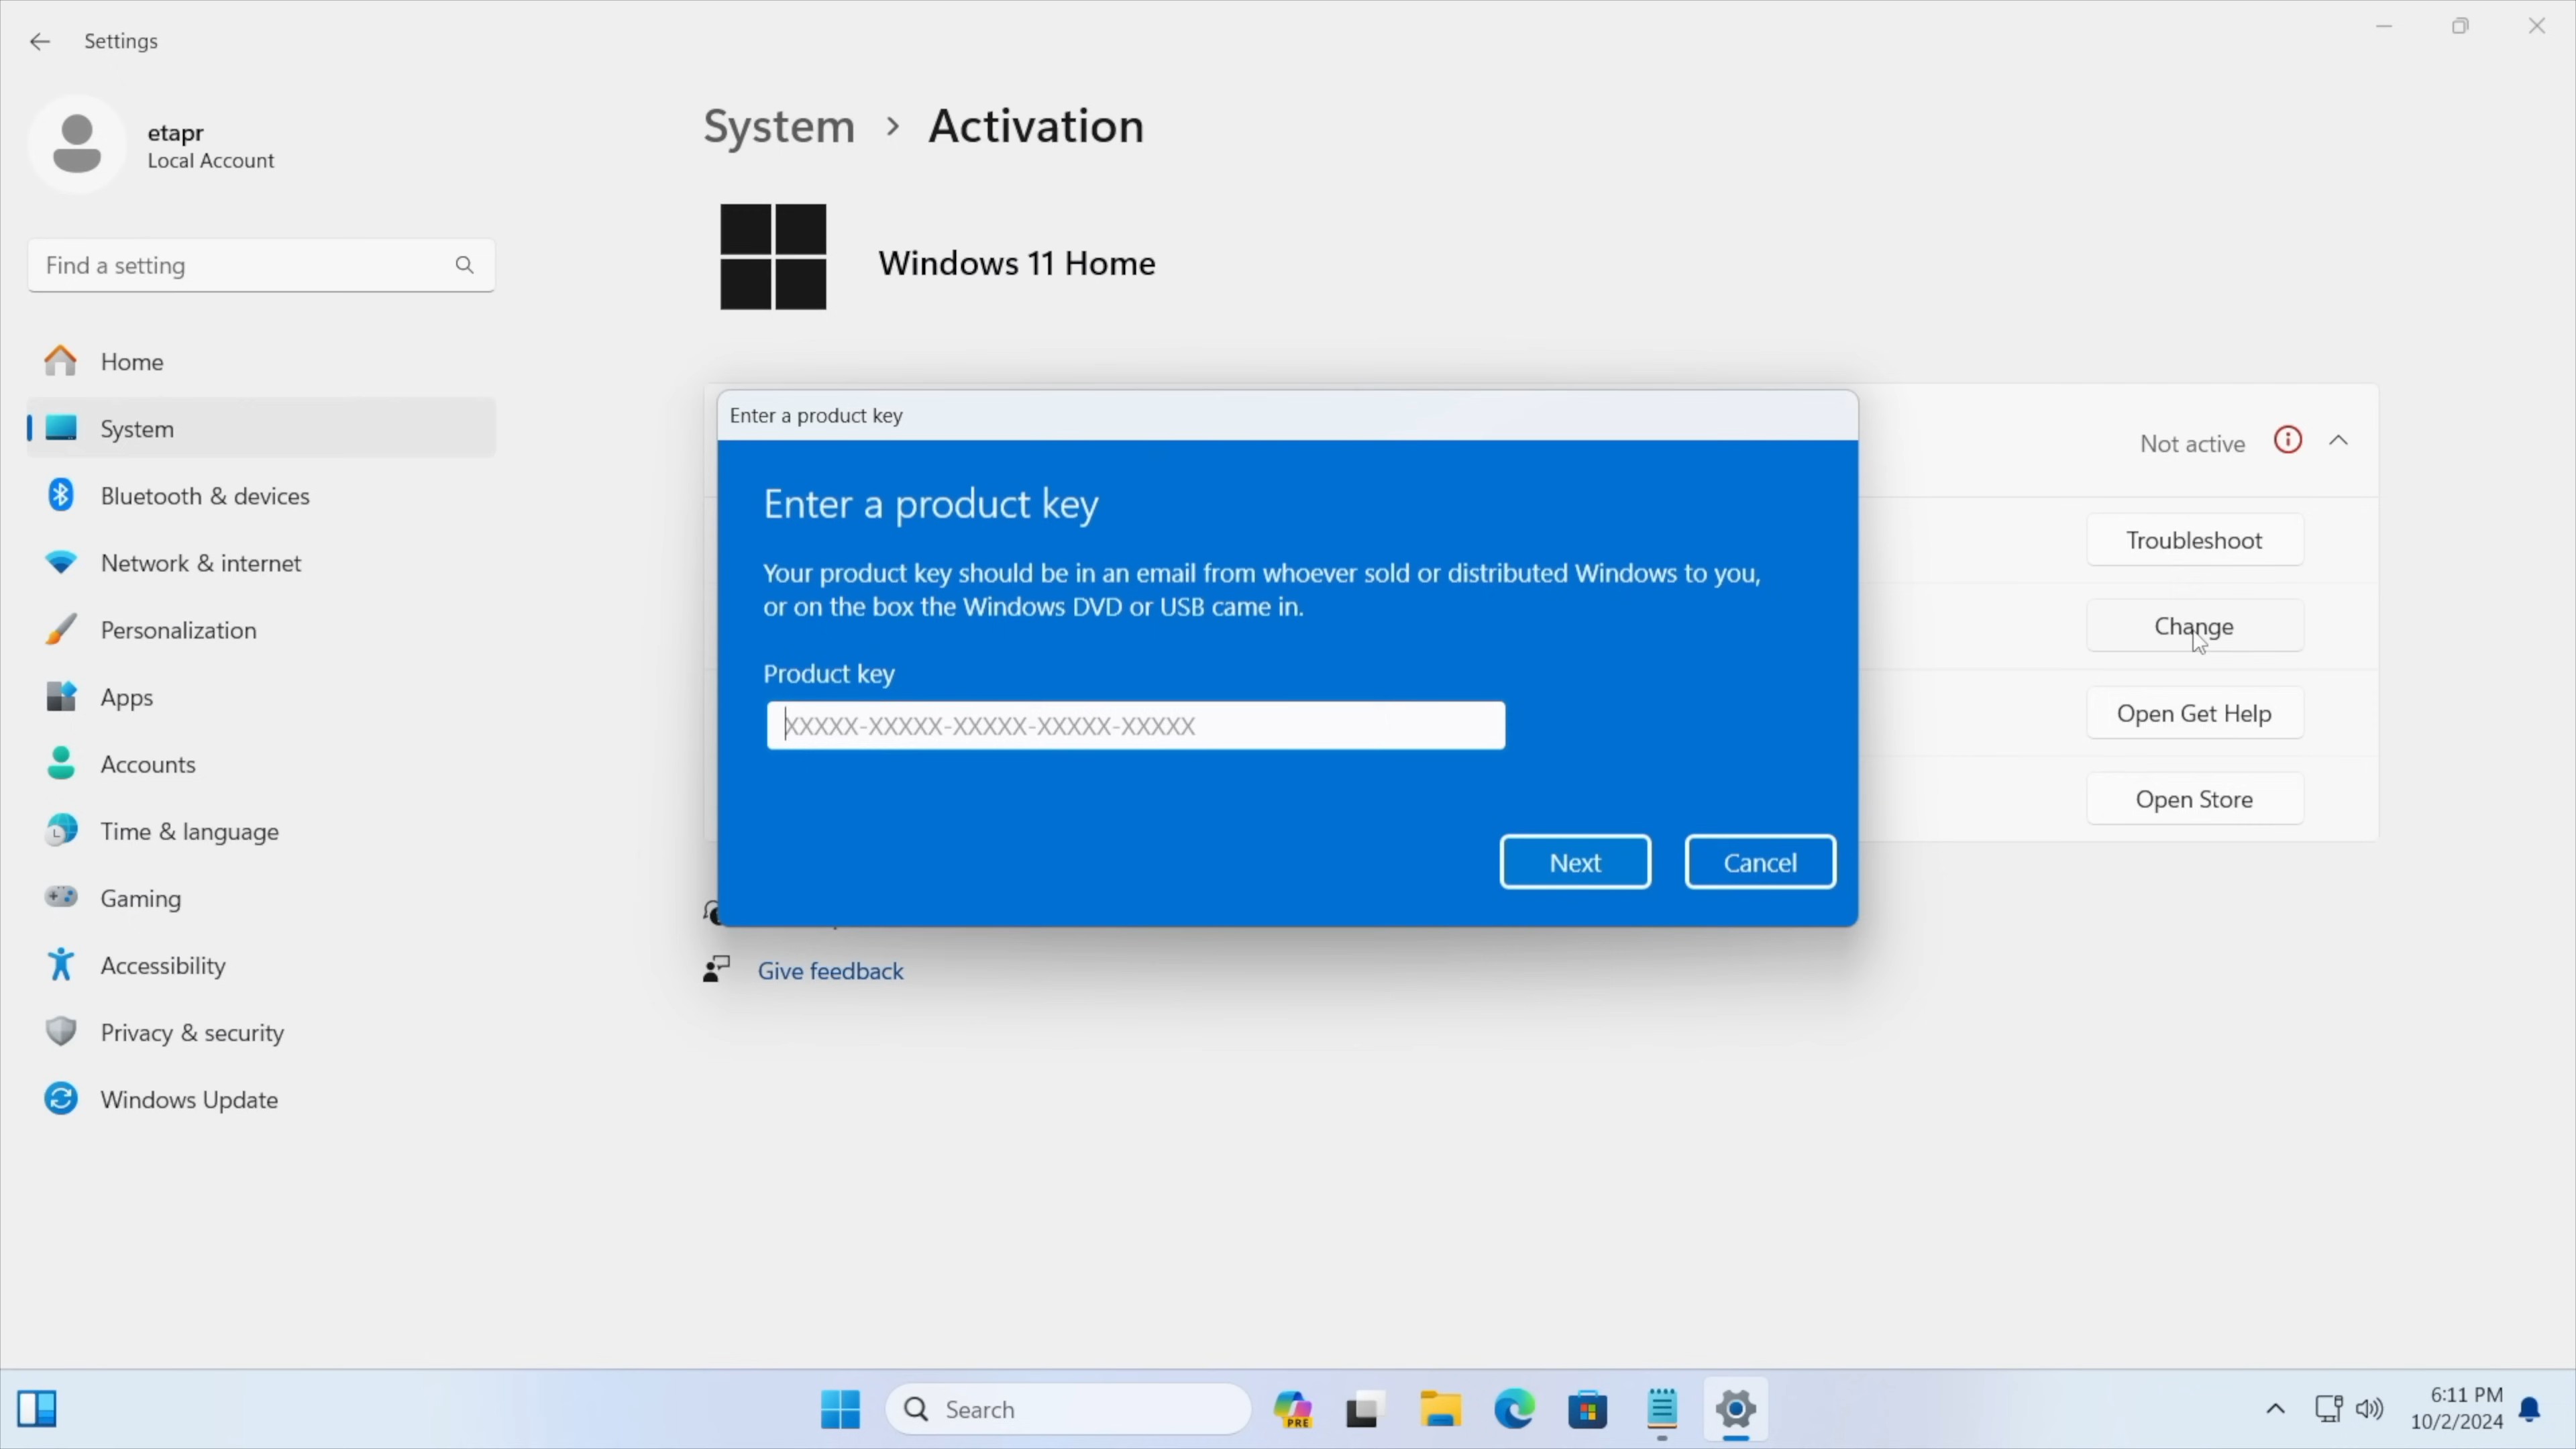 Settings
etapr
Local Account
Find a setting
Home
System
Bluetooth & devices
Network & internet
Personalization
Apps
Accounts
Time & language
Gaming
Accessibility
Privacy & security
Windows Update
System > Activation
Windows 11 Home
Not active
Troubleshoot
Change
Open Get Help
Open Store
Enter a product key
Enter a product key
Your product key should be in an email from whoever sold or distributed Windows to you,
or on the box the Windows DVD or USB came in.
Product key
XXXXX-XXXXX-XXXXX-XXXXX-XXXXX
Next Cancel
Give feedback
Search
PRE
6:11 PM
10/2/2024